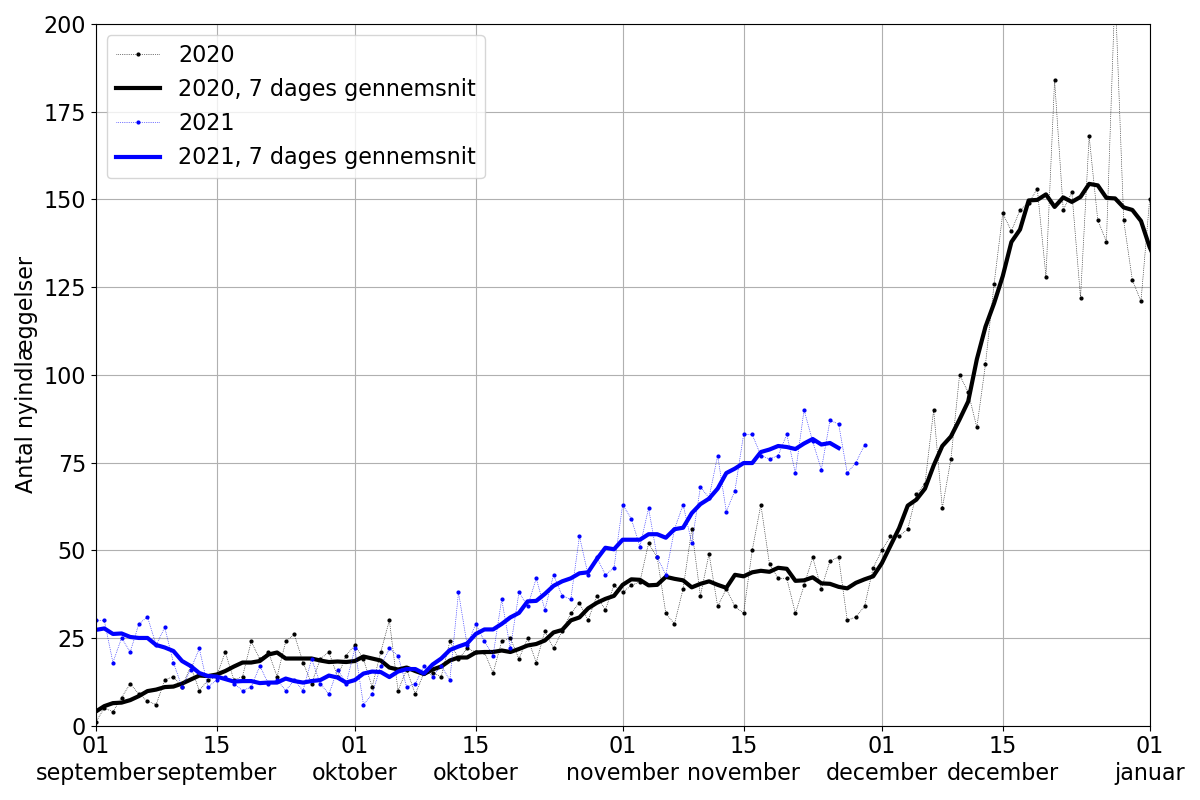 200
175
150
125
100
75
50
25
0
Antal nyindlæggelser
2020
2020, 7 dages gennemsnit
2021
2021, 7 dages gennemsnit
01 15 01 15 01 15 01 15 01
september september oktober oktober november november december december januar